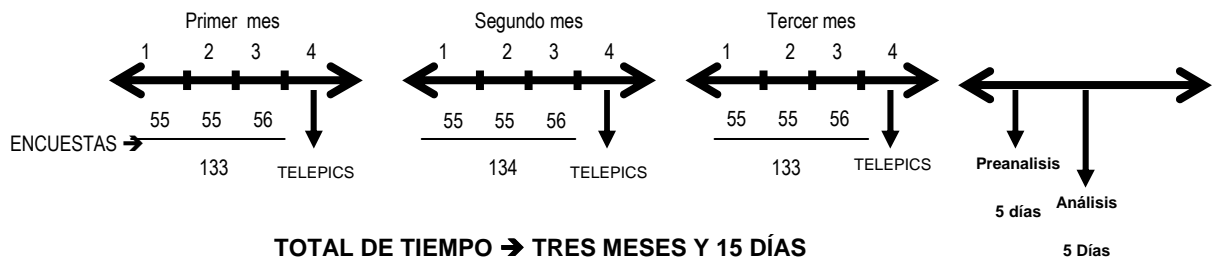 Primer mes Segundo mes Tercer mes
1 2 3 4 1 2 3 4 1 2 3 4
55 55 56 55 55 56 55 55 56
ENCUESTAS ➔
133 TELEPICS 134 TELEPICS 133 TELEPICS
Preanalisis
5 días Análisis
TOTAL DE TIEMPO ➔ TRES MESES Y 15 DÍAS
5 Días